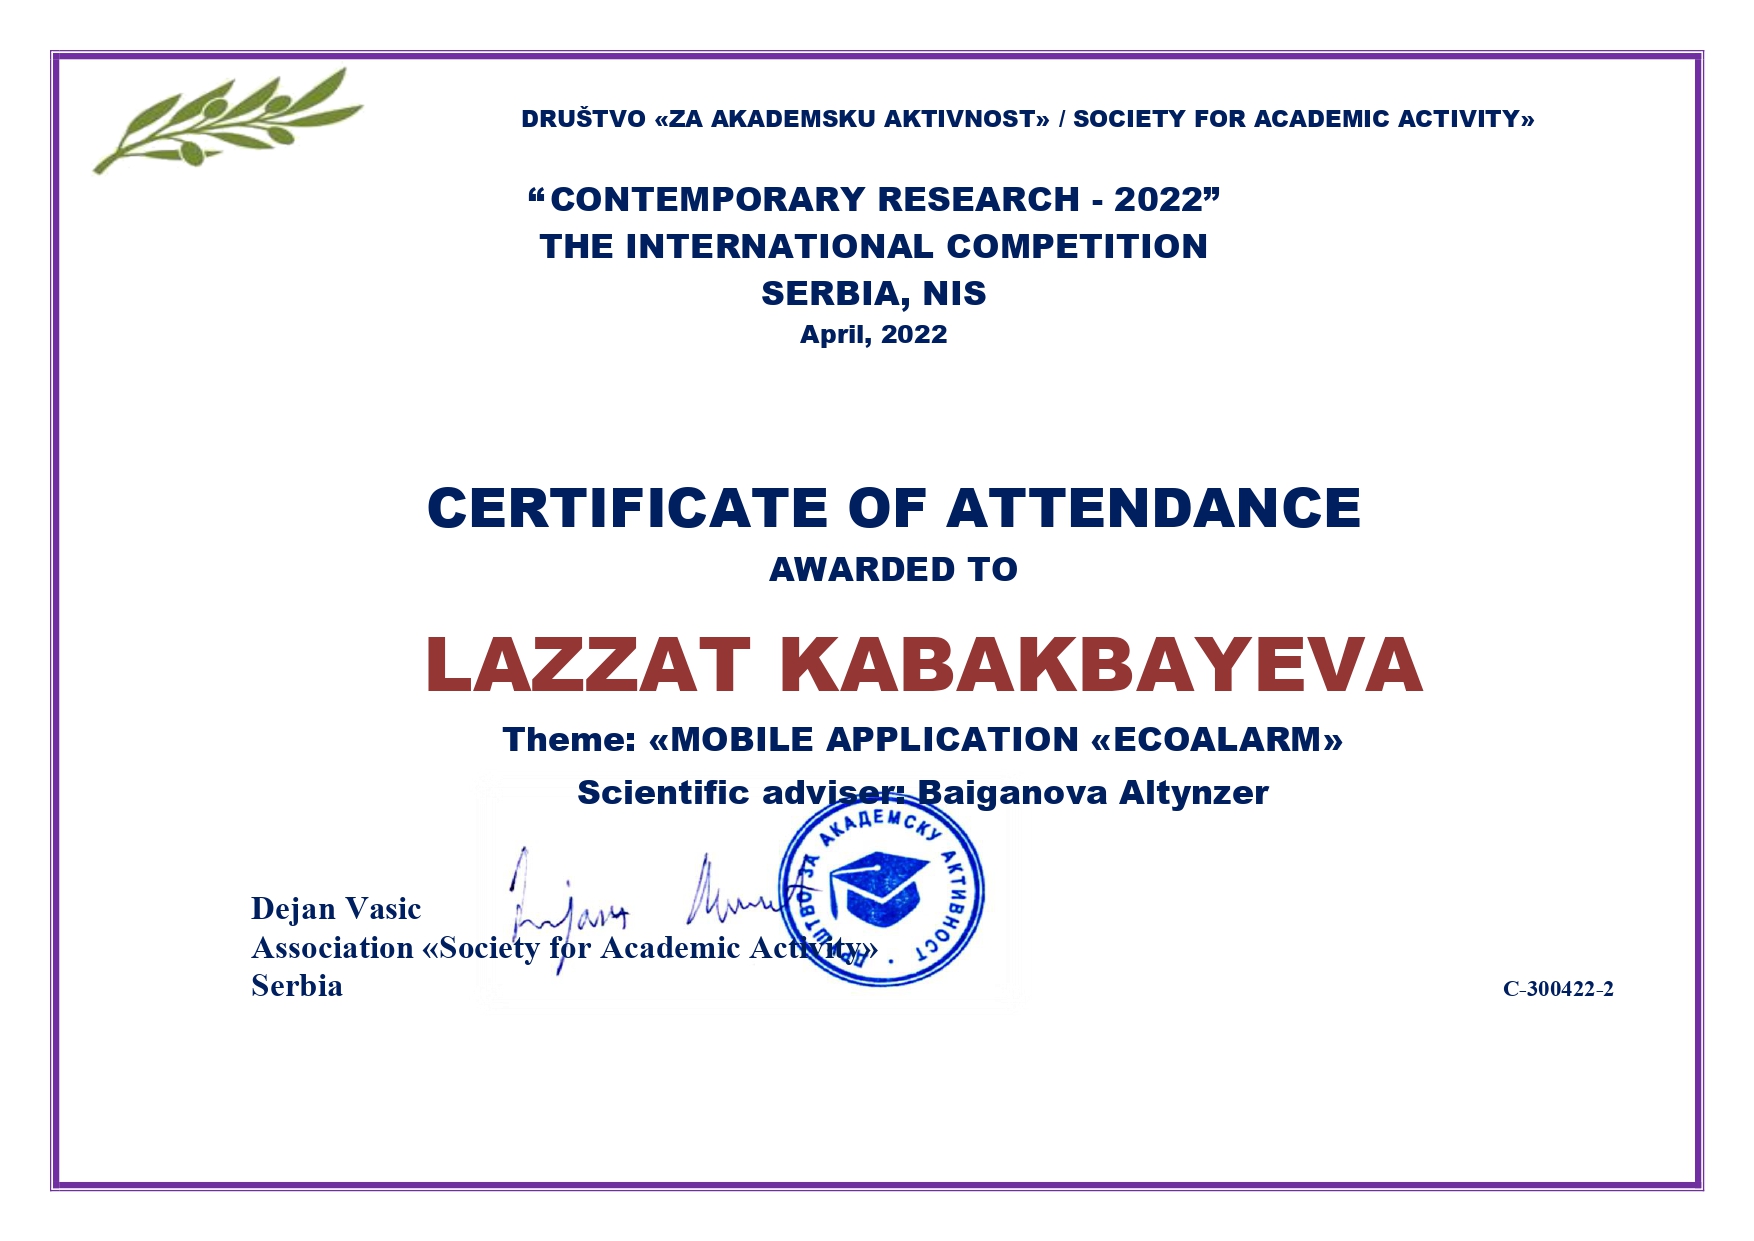 DRUŠTVO «ZA AKADEMSKU AKTIVNOST» / SOCIETY FOR ACADEMIC ACTIVITY»
“CONTEMPORARY RESEARCH - 2022”
THE INTERNATIONAL COMPETITION
SERBIA, NIS
April, 2022
CERTIFICATE OF ATTENDANCE
AWARDED TO
LAZZAT KABAKBAYEVA
Theme: «MOBILE APPLICATION «ECOALARM»
Scientific adviser: Baiganova Altynzer
ДРУШТВО ЗА АКАДЕМСКУ АКТИВНОСТ
Dejan Vasic
Association «Society for Academic Activity»
Serbia
C-300422-2